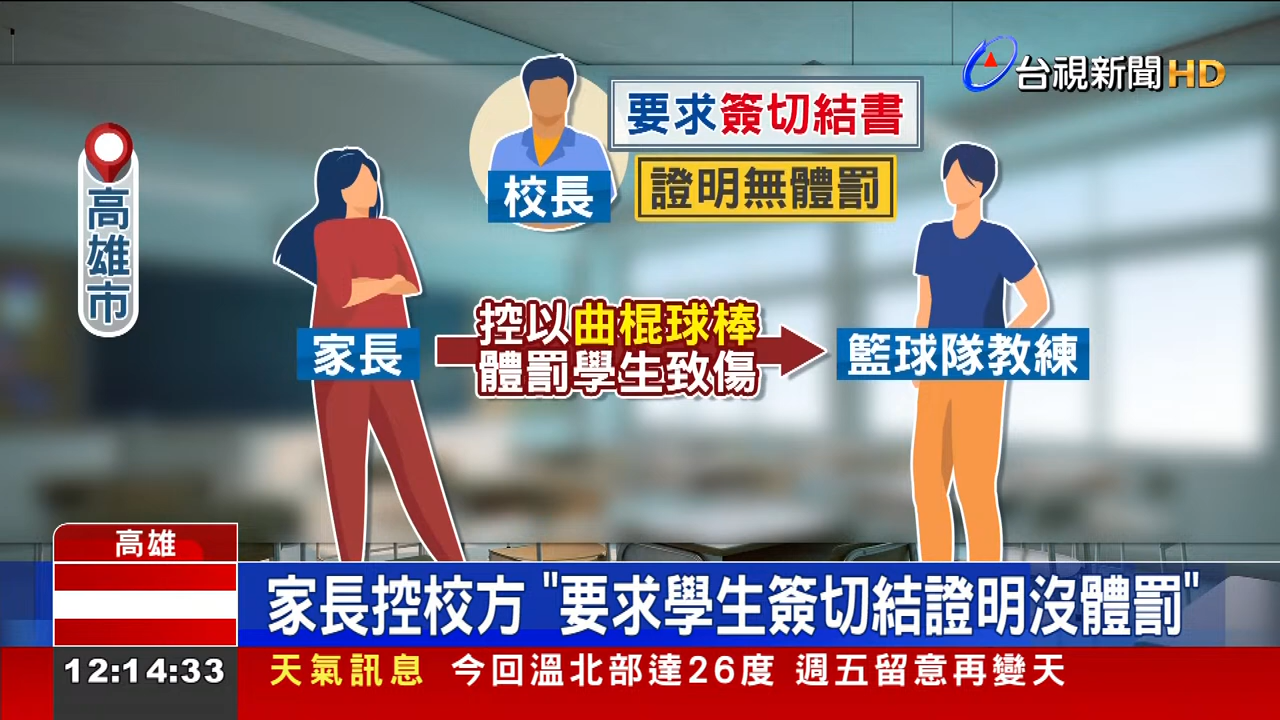 台視新聞HD
要求簽切結書
校長
證明無體罰
高雄市
家長
控以曲棍球棒
體罰學生致傷
籃球隊教練
高雄
家長控校方 "要求學生簽切結證明沒體罰"
12:14:33
天氣訊息 今回溫北部達26度 週五留意再變天